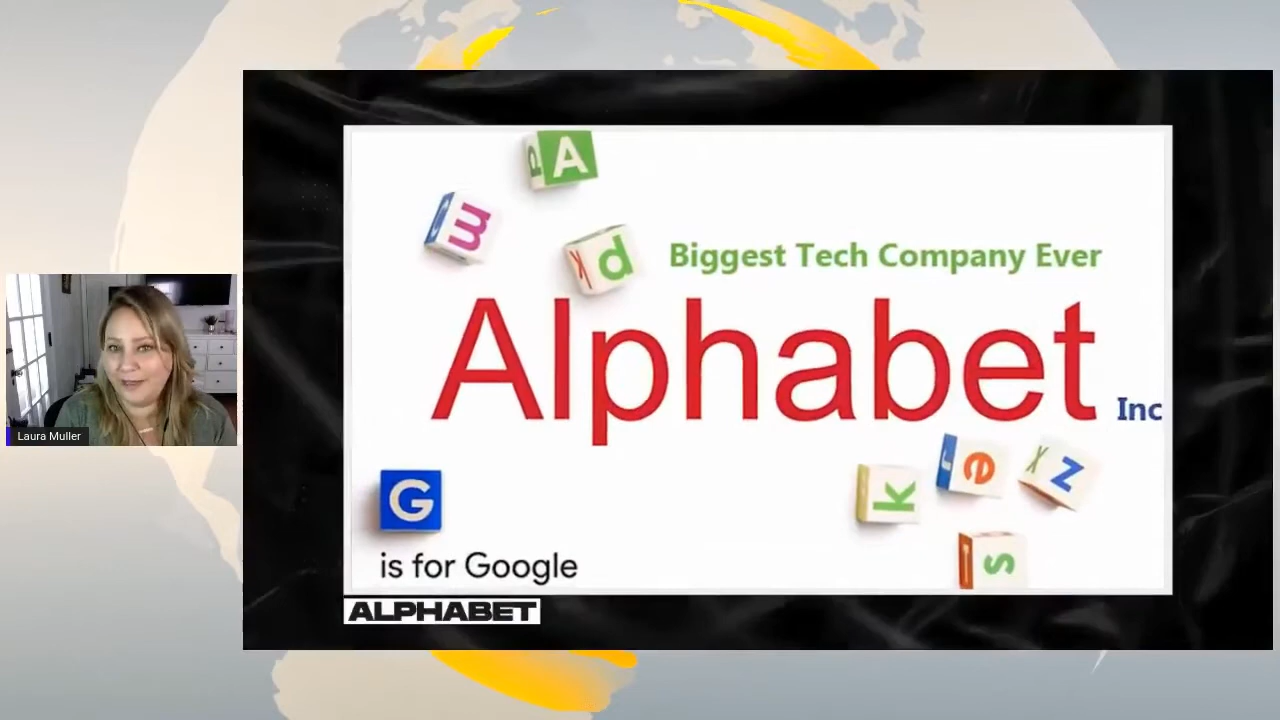 A
m
d
Biggest Tech Company Ever
Alphabet
Inc
G
k
r e
X Z
s
is for Google
ALPHABET
Laura Muller